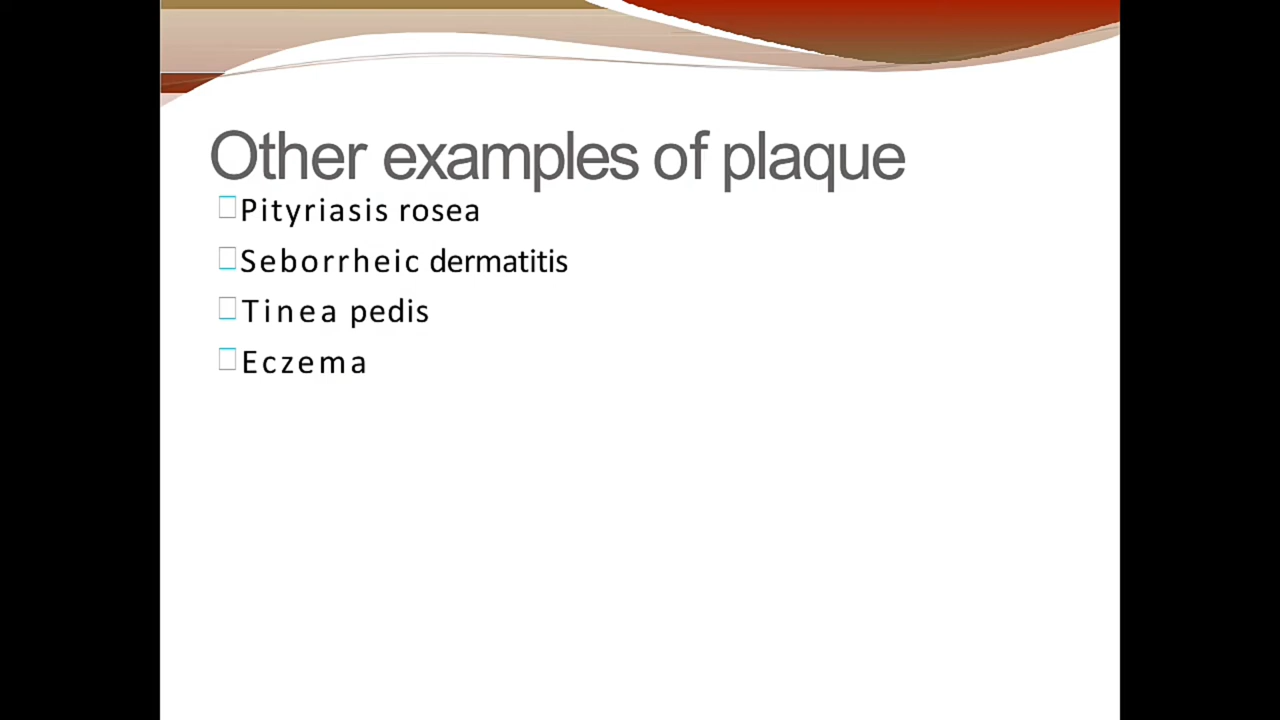 Other examples of plaque
Pityriasis rosea
Seborrheic dermatitis
Tinea pedis
Eczema